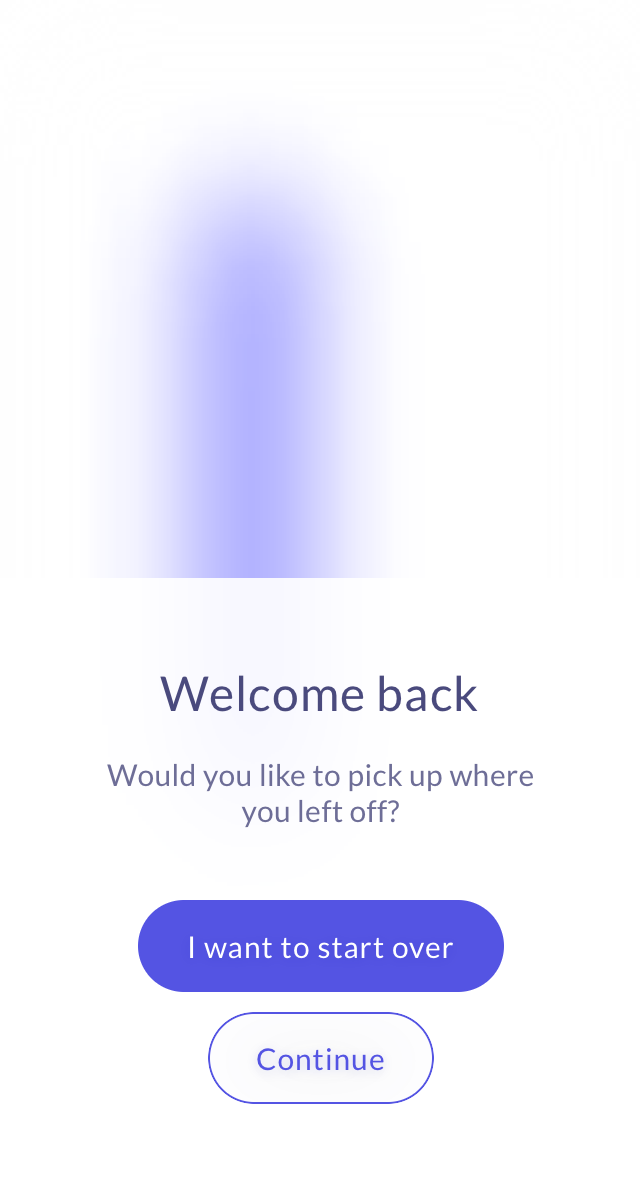 Welcome back
Would you like to pick up where
you left off?
I want to start over
Continue